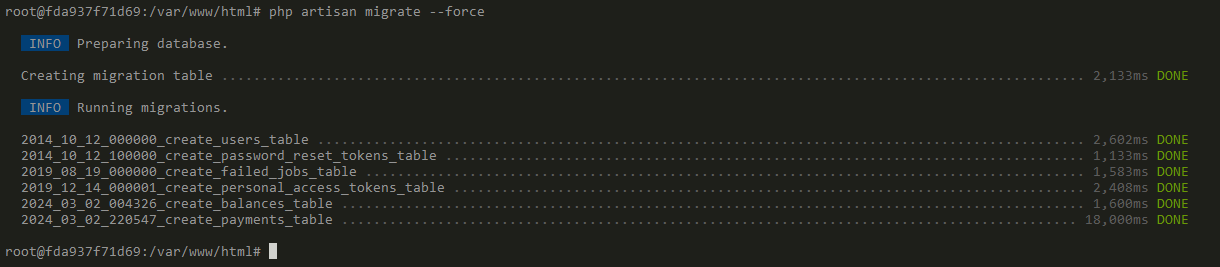 root@fda937f71d69:/var/www/html# php artisan migrate --force
INFO Preparing database.
Creating migration table ............................................................................................................. 2,133ms DONE
INFO Running migrations.
2014_10_12_000000_create_users_table ................................................................................................. 2,602ms DONE
2014_10_12_100000_create_password_reset_tokens_table ................................................................................. 1,133ms DONE
2019_08_19_000000_create_failed_jobs_table ........................................................................................... 1,583ms DONE
2019_12_14_000001_create_personal_access_tokens_table ................................................................................ 2,408ms DONE
2024_03_02_004326_create_balances_table .............................................................................................. 1,600ms DONE
2024_03_02_220547_create_payments_table ............................................................................................. 18,000ms DONE
root@fda937f71d69:/var/www/html#